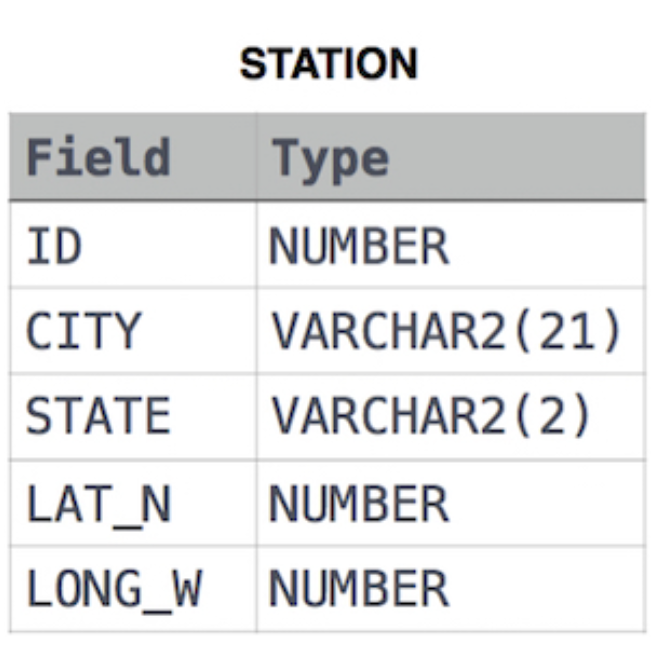 STATION
Field Type
ID NUMBER
CITY VARCHAR2(21)
STATE VARCHAR2(2)
LAT_N NUMBER
LONG_W NUMBER